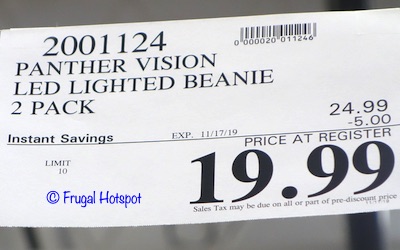 2001124
0000020011246
PANTHER VISION
LED LIGHTED BEANIE
2 PACK
24.99
-5.00
Instant Savings
EXP. 11/17/19
PRICE AT REGISTER
LIMIT
10
19.99
© Frugal Hotspot
Sales Tax may be due on all or part of pre-discount price